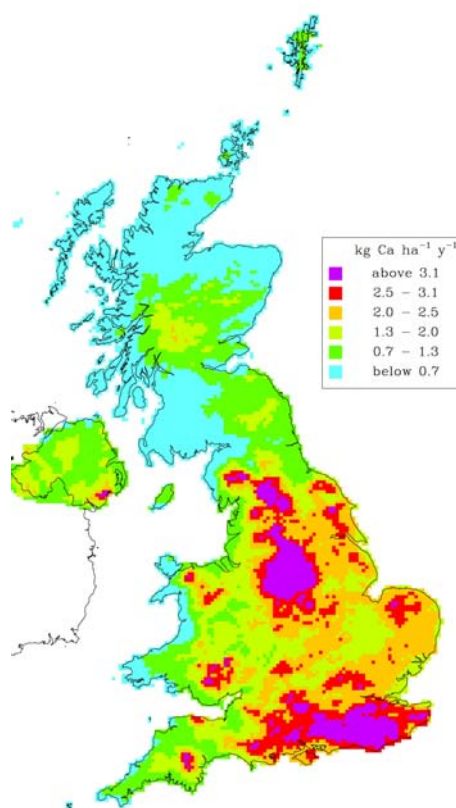 kg Ca ha⁻¹ y⁻¹
above 3.1
2.5 − 3.1
2.0 − 2.5
1.3 − 2.0
0.7 − 1.3
below 0.7